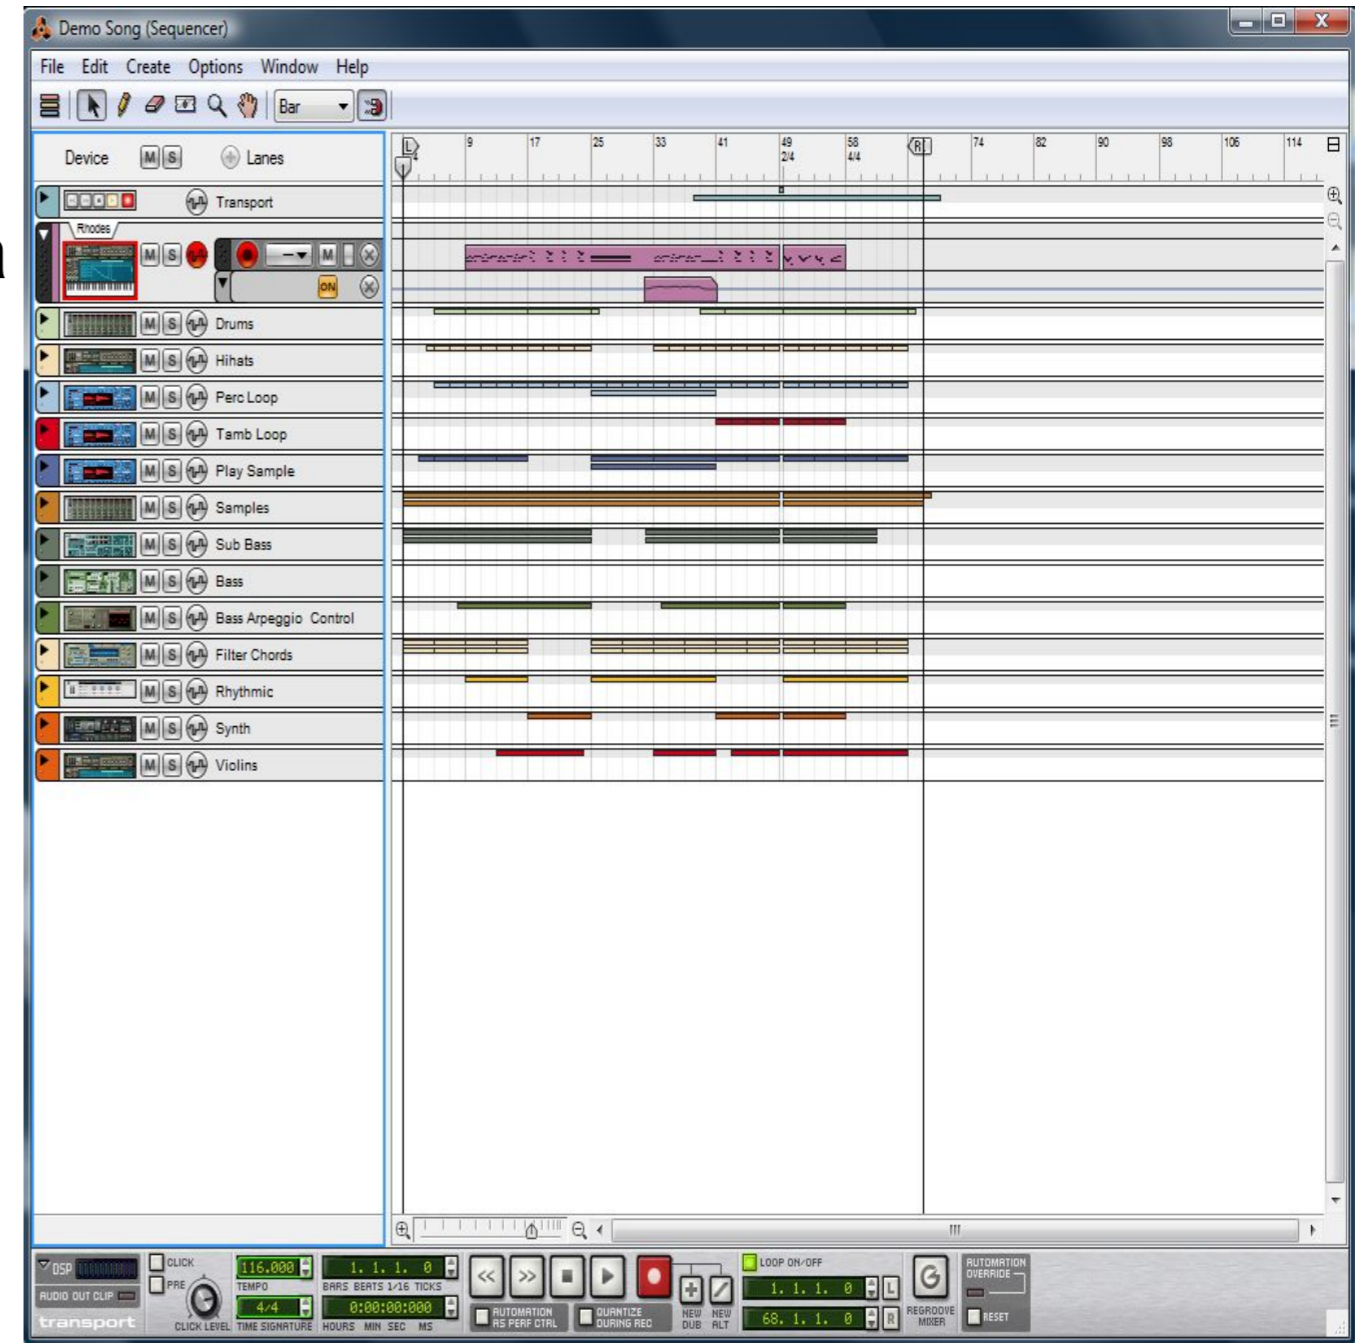 Demo Song (Sequencer)
File Edit Create Options Window Help
Bar
Device M S Lanes
L 9 17 25 33 41 49 58 R 74 82 90 98 106 114
4 2/4 4/4
Transport
Rhodes
M S M
ON
M S Drums
M S Hihats
M S Perc Loop
M S Tamb Loop
M S Play Sample
M S Samples
M S Sub Bass
M S Bass
M S Bass Arpeggio Control
M S Filter Chords
M S Rhythmic
M S Synth
M S Violins
a
DSP CLICK 116.000 1. 1. 1. 0 LOOP ON/OFF AUTOMATION
PRE TEMPO BARS BEATS 1/16 TICKS OVERRIDE
AUDIO OUT CLIP 4/4 0:00:00:000 AUTOMATION AS PERF CTRL QUANTIZE DURING REC NEW DUB NEW ALT 1. 1. 1. 0 L REGROOVE MIXER RESET
transport CLICK LEVEL TIME SIGNATURE HOURS MIN SEC MS 68. 1. 1. 0 R